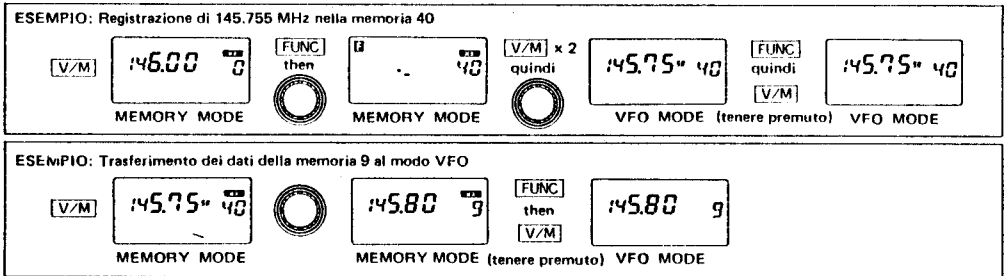 ESEMPIO: Registrazione di 145.755 MHz nella memoria 40
V/M
146.00 0
MEMORY MODE
FUNC
then
F
40
MEMORY MODE
V/M × 2
quindi
145.75" 40
VFO MODE
FUNC
quindi
V/M
(tenere premuto)
145.75" 40
VFO MODE
ESEMPIO: Trasferimento dei dati della memoria 9 al modo VFO
V/M
145.75" 40
MEMORY MODE
145.80 9
MEMORY MODE
FUNC
then
V/M
(tenere premuto)
145.80 9
VFO MODE